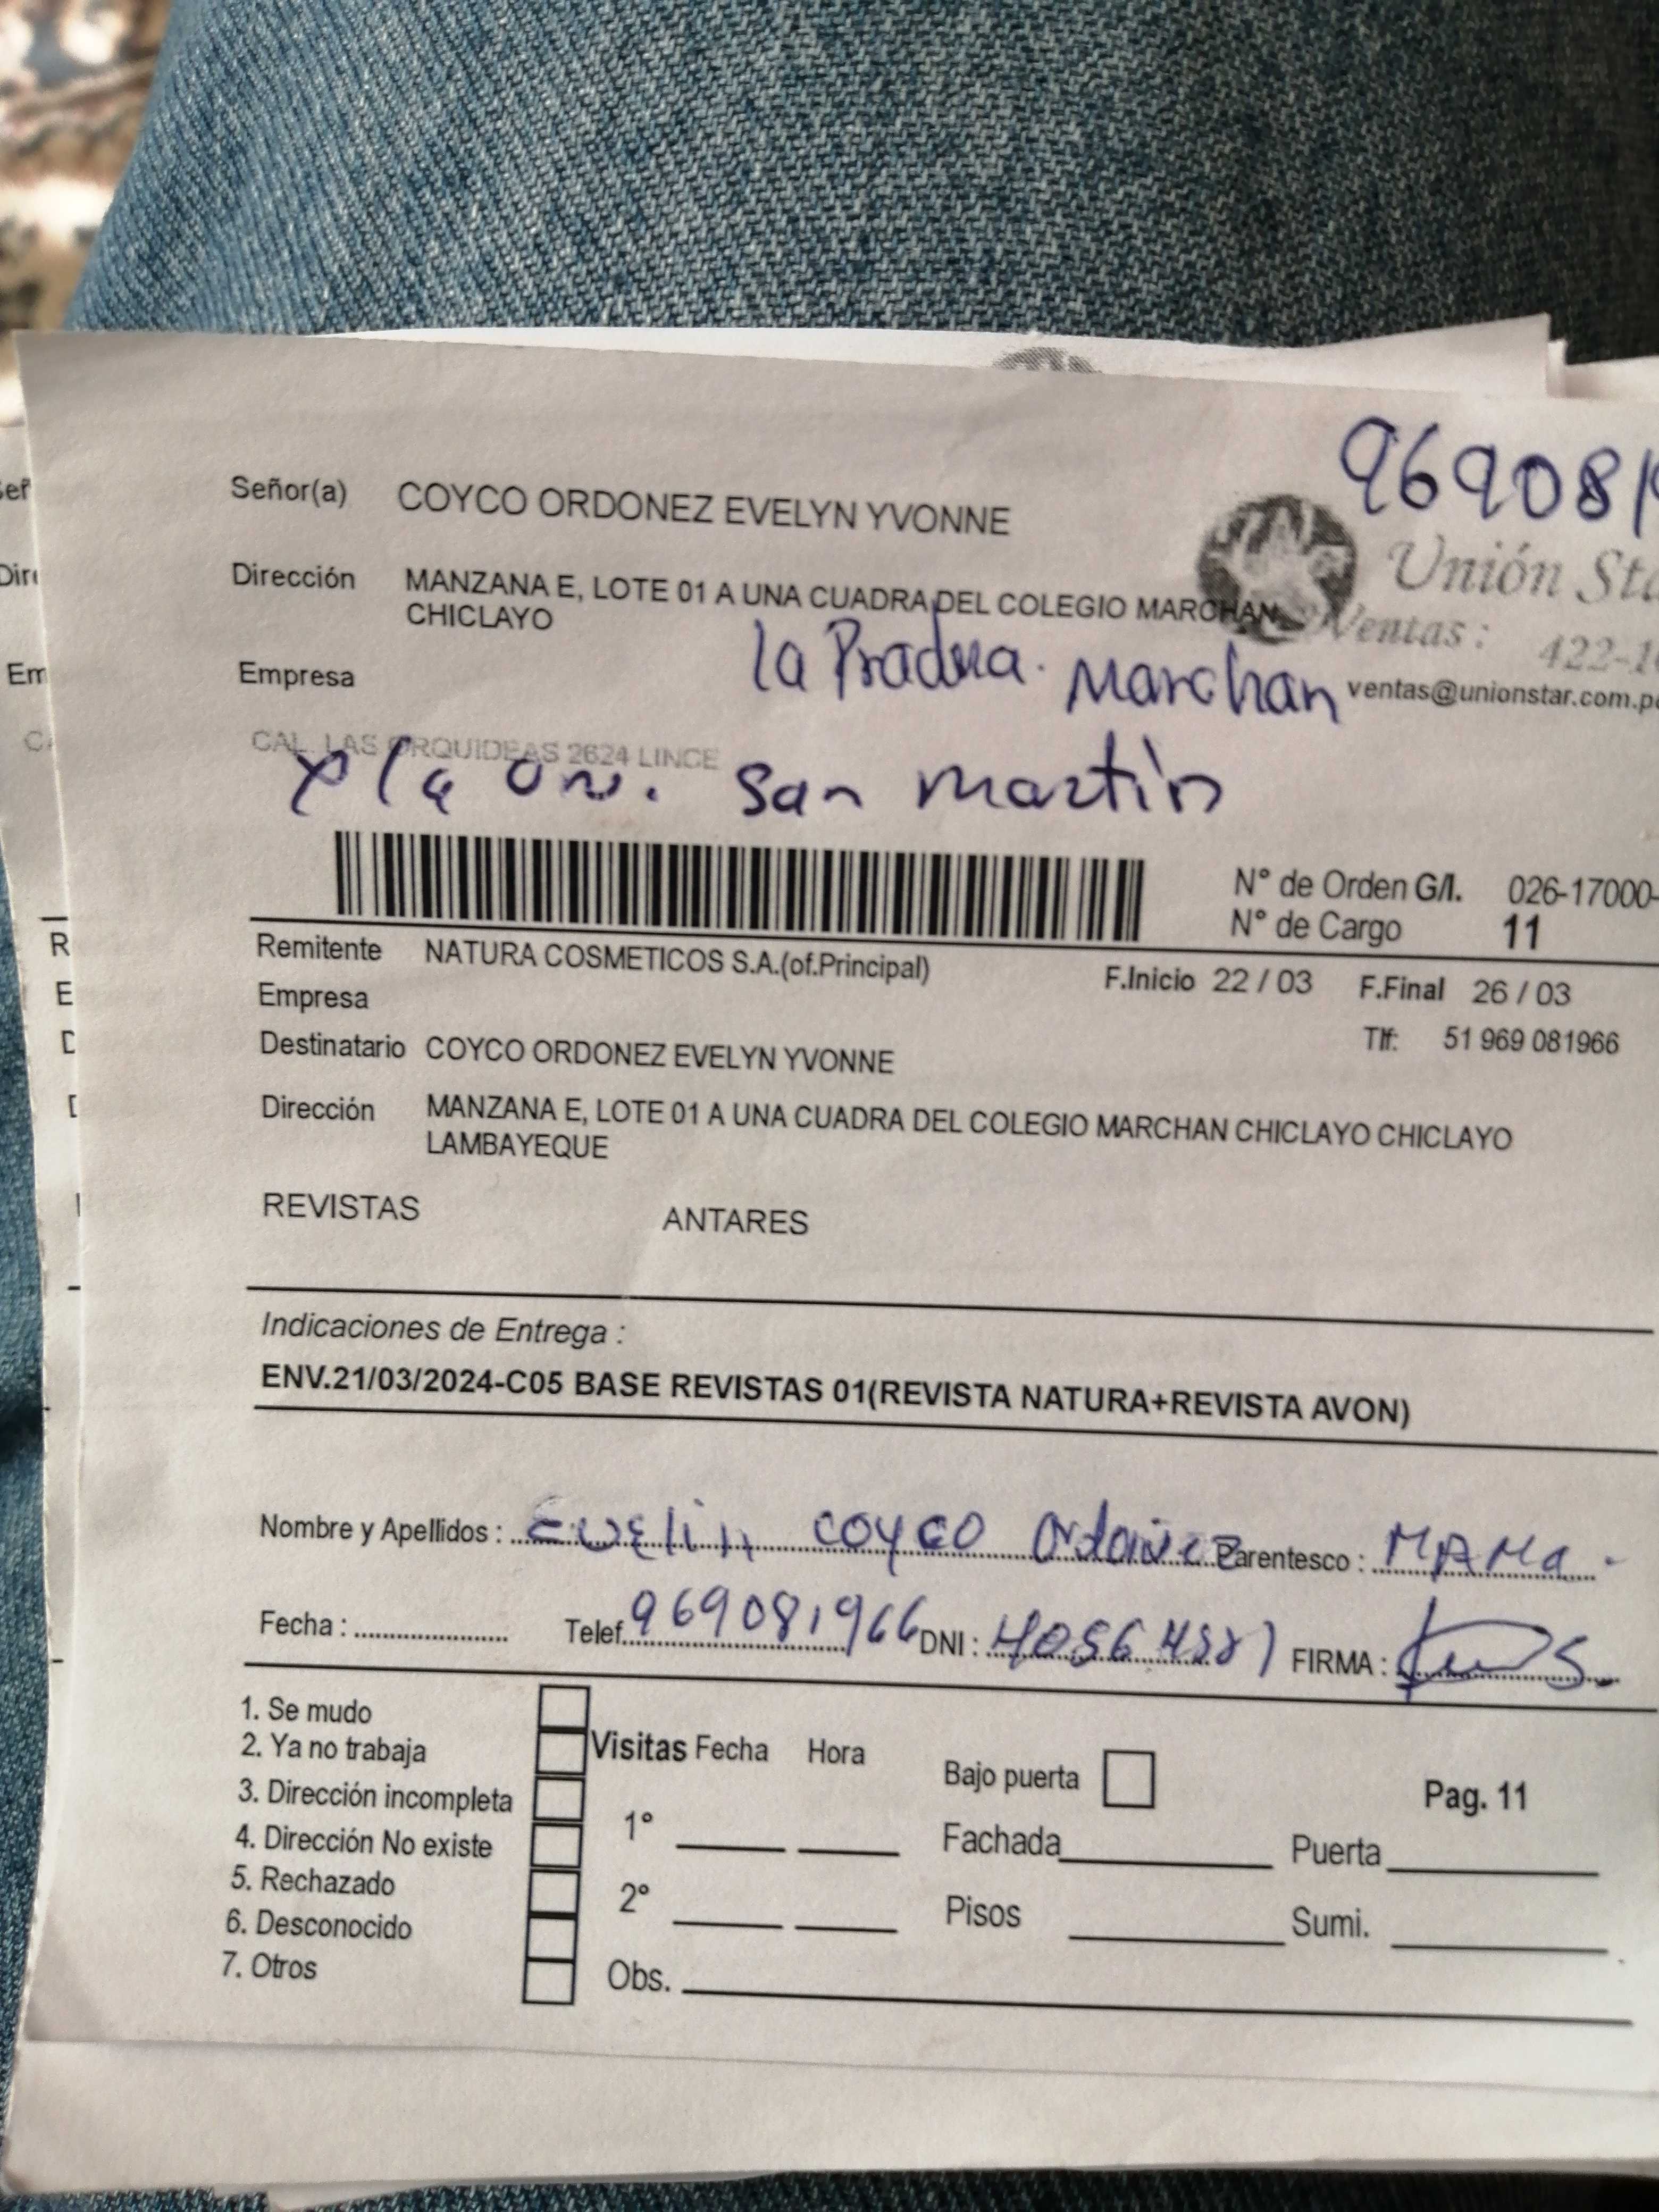 969081
Señor(a) COYCO ORDONEZ EVELYN YVONNE
Unión Sta
Dirección MANZANA E, LOTE 01 A UNA CUADRA DEL COLEGIO MARCHAN
CHICLAYO
Ventas: 422-1
la Pradera. Marchan
Empresa
ventas@unionstar.com.p
CAL. LAS ORQUIDEAS 2624 LINCE
x la av. San Martin
N° de Orden G/I. 026-17000-
N° de Cargo 11
Remitente NATURA COSMETICOS S.A.(of.Principal)
F.Inicio 22 / 03 F.Final 26 / 03
Empresa
Tlf: 51 969 081966
Destinatario COYCO ORDONEZ EVELYN YVONNE
Dirección MANZANA E, LOTE 01 A UNA CUADRA DEL COLEGIO MARCHAN CHICLAYO CHICLAYO
LAMBAYEQUE
REVISTAS ANTARES
Indicaciones de Entrega :
ENV.21/03/2024-C05 BASE REVISTAS 01(REVISTA NATURA+REVISTA AVON)
Nombre y Apellidos : Evelin Coyco Ordoñez Parentesco : MAMa.
Fecha : Telef. 969081966 DNI : FIRMA :
1. Se mudo
2. Ya no trabaja
3. Dirección incompleta
4. Dirección No existe
5. Rechazado
6. Desconocido
7. Otros
Visitas Fecha Hora
1°
2°
Obs.
Bajo puerta
Pag. 11
Fachada Puerta
Pisos Sumi.